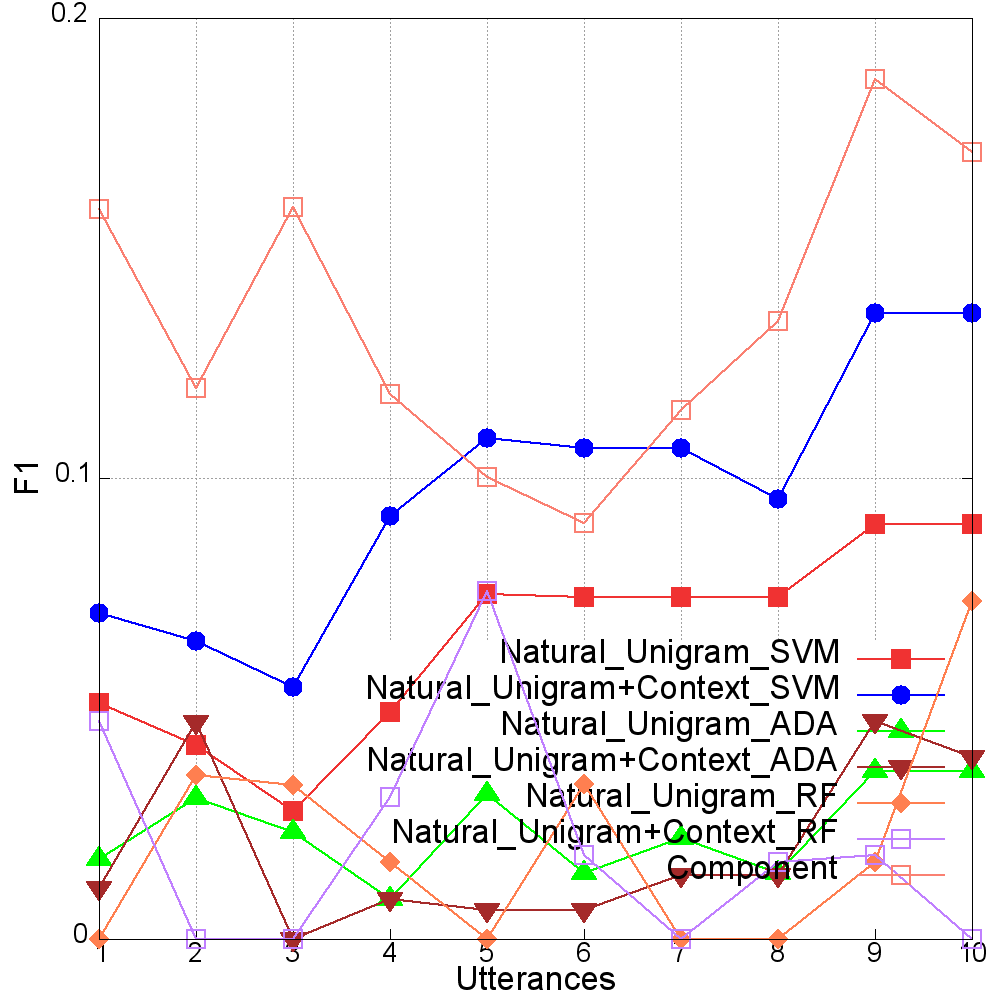 0.2
0.1
0
F1
Natural_Unigram_SVM
Natural_Unigram+Context_SVM
Natural_Unigram_ADA
Natural_Unigram+Context_ADA
Natural_Unigram_RF
Natural_Unigram+Context_RF
Component
1 2 3 4 5 6 7 8 9 10
Utterances